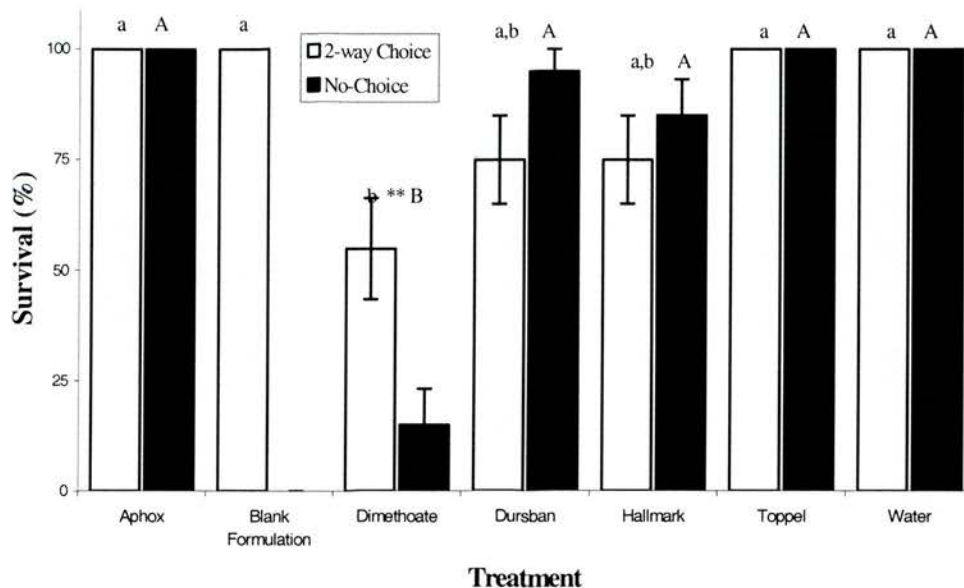 a A a a,b A a,b A a A a A
2-way Choice
No-Choice
b ** B
100
75
50
25
0
Survival (%)
Aphox Blank Formulation Dimethoate Dursban Hallmark Toppel Water
Treatment